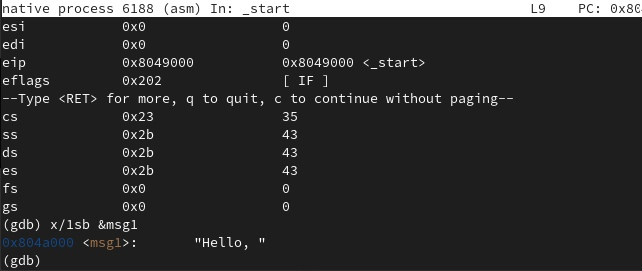 native process 6188 (asm) In: _start L9 PC: 0x80
esi 0x0 0
edi 0x0 0
eip 0x8049000 0x8049000 <_start>
eflags 0x202 [ IF ]
--Type <RET> for more, q to quit, c to continue without paging--
cs 0x23 35
ss 0x2b 43
ds 0x2b 43
es 0x2b 43
fs 0x0 0
gs 0x0 0
(gdb) x/1sb &msg1
0x804a000 <msg1>: "Hello, "
(gdb)